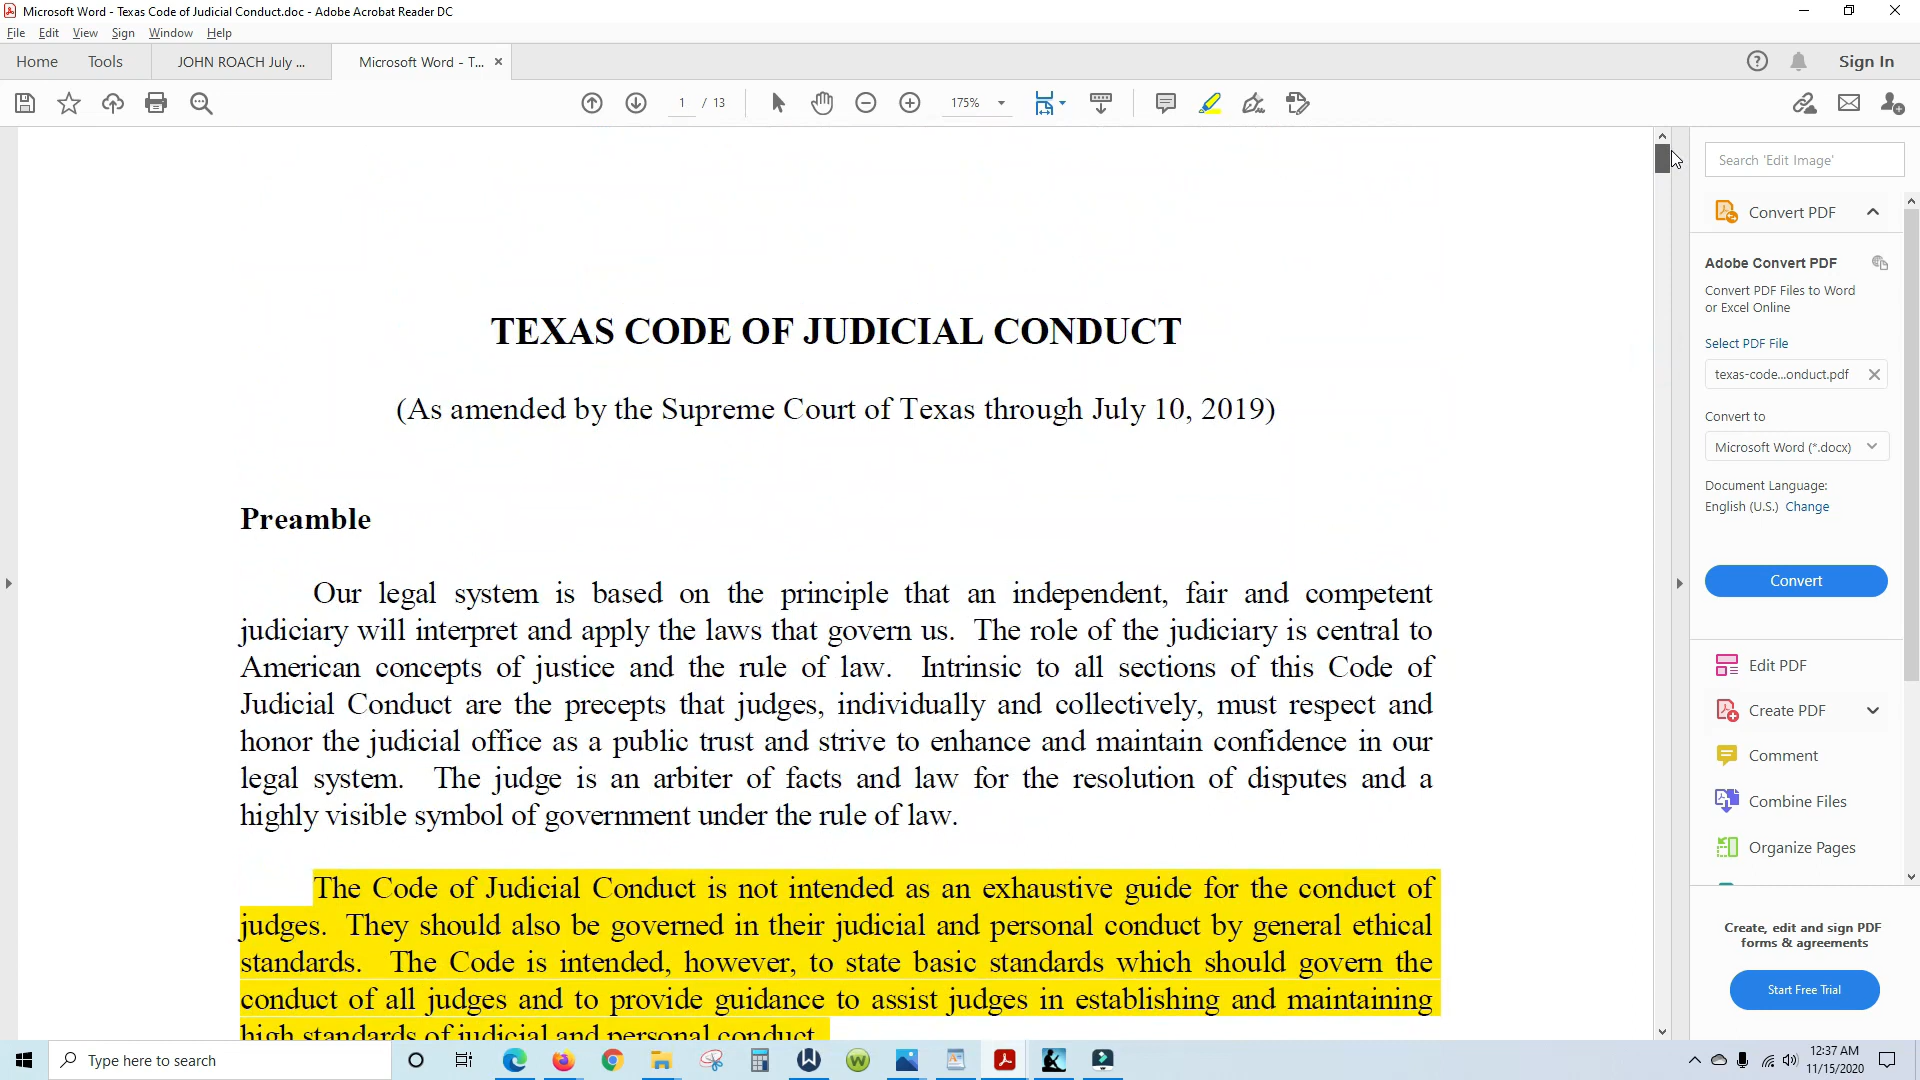 Microsoft Word - Texas Code of Judicial Conduct.doc - Adobe Acrobat Reader DC
File Edit View Sign Window Help
Home Tools JOHN ROACH July ... Microsoft Word - T... Sign In
1 / 13 175%
Search 'Edit Image'
Convert PDF
Adobe Convert PDF
Convert PDF Files to Word
or Excel Online
Select PDF File
texas-code...onduct.pdf
Convert to
Microsoft Word (*.docx)
Document Language:
English (U.S.) Change
Convert
Edit PDF
Create PDF
Comment
Combine Files
Organize Pages
Create, edit and sign PDF
forms & agreements
Start Free Trial
TEXAS CODE OF JUDICIAL CONDUCT
(As amended by the Supreme Court of Texas through July 10, 2019)
Preamble
Our legal system is based on the principle that an independent, fair and competent
judiciary will interpret and apply the laws that govern us. The role of the judiciary is central to
American concepts of justice and the rule of law. Intrinsic to all sections of this Code of
Judicial Conduct are the precepts that judges, individually and collectively, must respect and
honor the judicial office as a public trust and strive to enhance and maintain confidence in our
legal system. The judge is an arbiter of facts and law for the resolution of disputes and a
highly visible symbol of government under the rule of law.
The Code of Judicial Conduct is not intended as an exhaustive guide for the conduct of
judges. They should also be governed in their judicial and personal conduct by general ethical
standards. The Code is intended, however, to state basic standards which should govern the
conduct of all judges and to provide guidance to assist judges in establishing and maintaining
high standards of judicial and personal conduct.
Type here to search
12:37 AM
11/15/2020